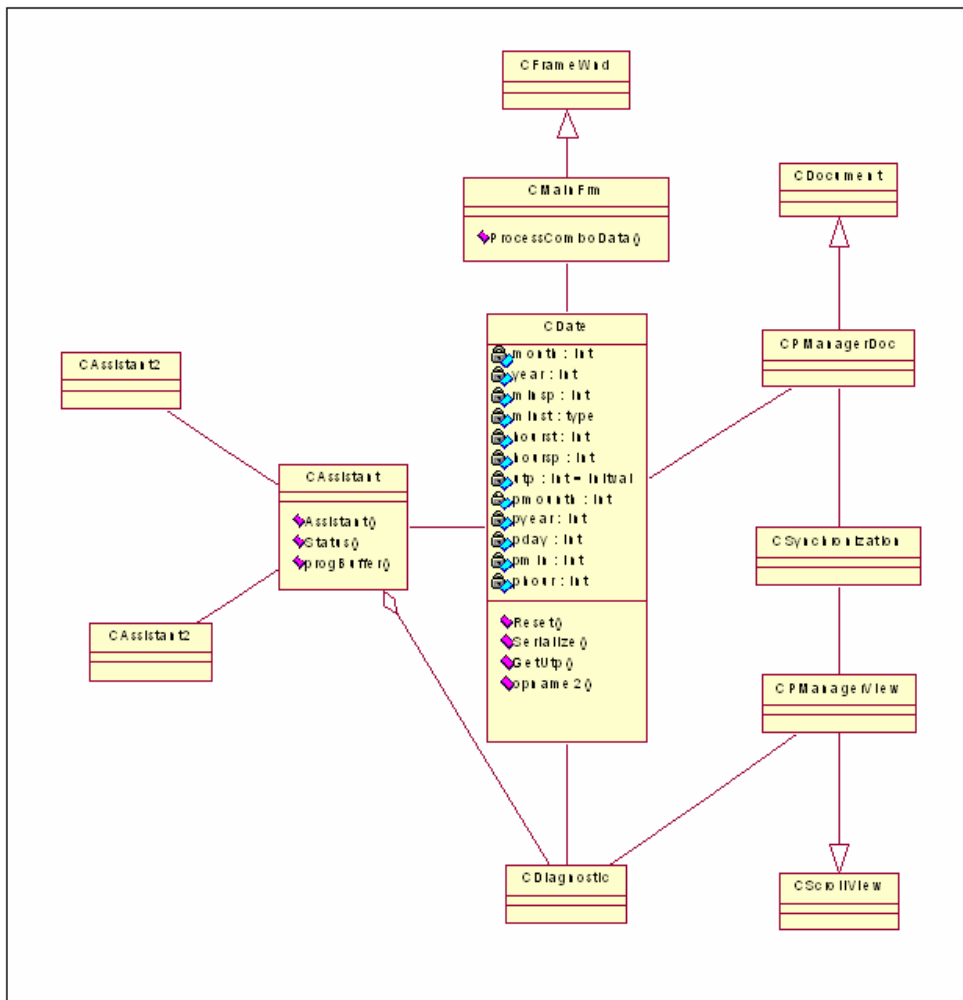 CFrameWnd
CMainFrm
ProcessComboData()
CDocument
CDate
month : int
year : int
minsp : int
minst : type
hourst : int
hoursp : int
utp : int = initval
pmounth : int
pyear : int
pday : int
pmin : int
phour : int
Reset()
Serialize()
GetUtp()
opname2()
CPManagerDoc
CAssistant2
CAssistant
Assistant()
Status()
progBuffer()
CSynchronization
CAssistant2
CPManagerView
CDiagnostic
CScrollView